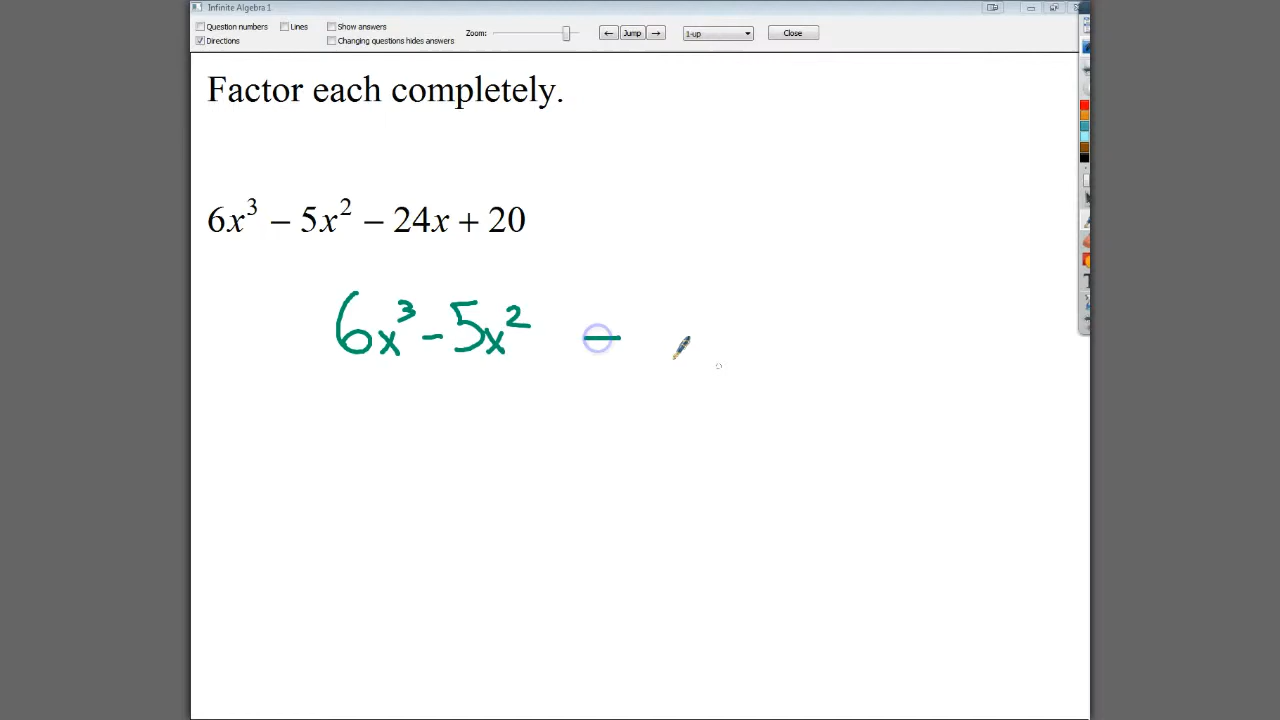 Infinite Algebra 1
Question numbers Lines Show answers
Directions Changing questions hides answers
Zoom: ← Jump → 1-up Close
Factor each completely.
6x³ − 5x² − 24x + 20
6x³ - 5x² −